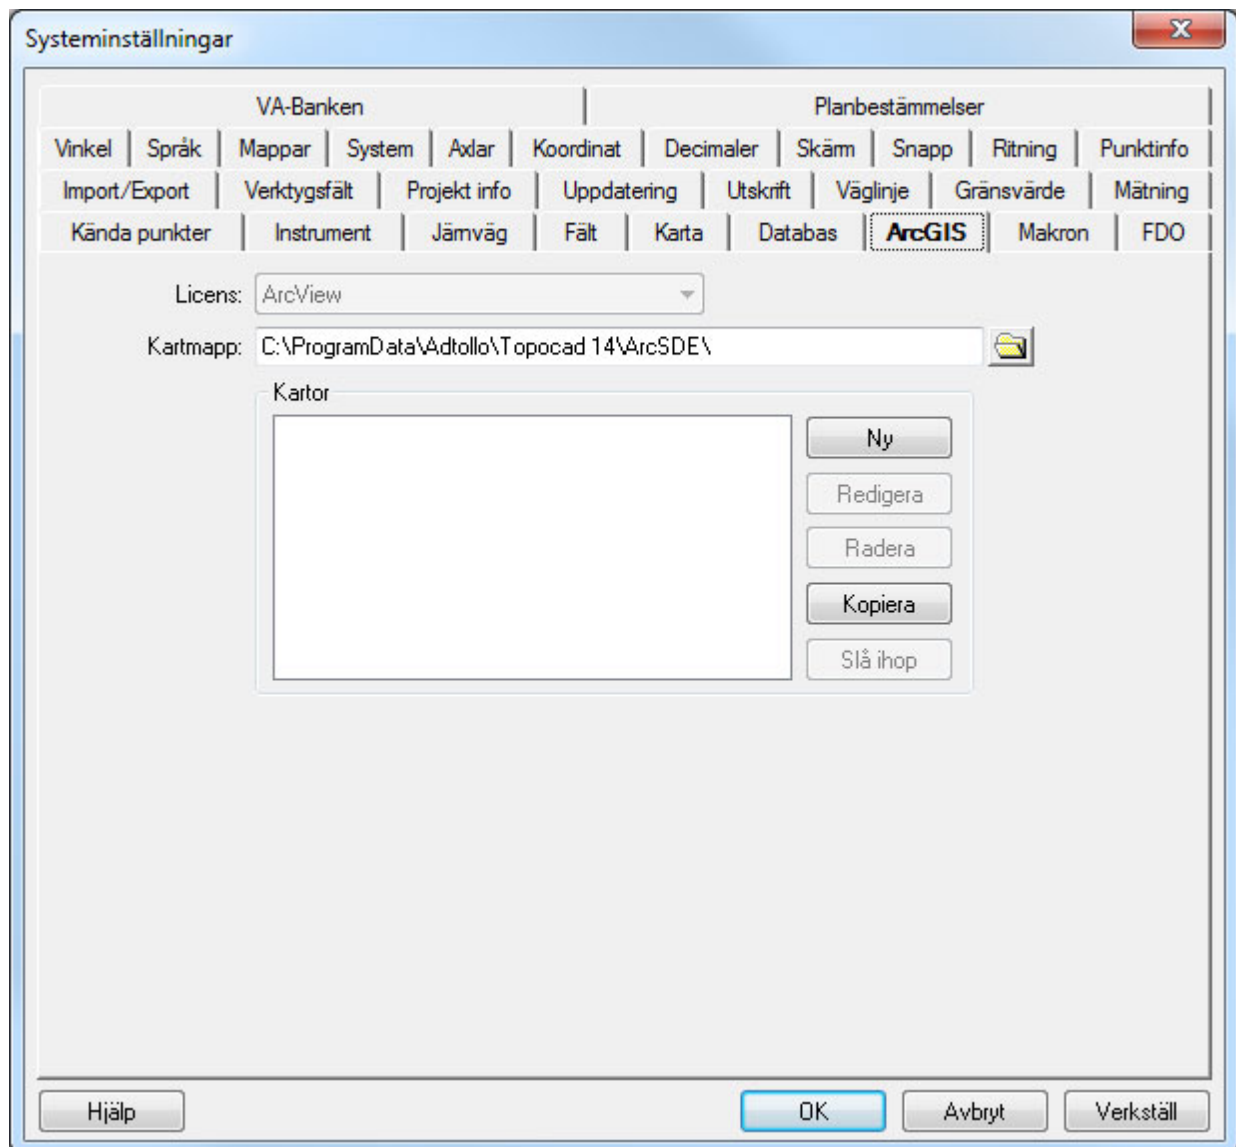 Systeminställningar
VA-Banken Planbestämmelser
Vinkel Språk Mappar System Axlar Koordinat Decimaler Skärm Snapp Ritning Punktinfo
Import/Export Verktygsfält Projekt info Uppdatering Utskrift Väglinje Gränsvärde Mätning
Kända punkter Instrument Järnväg Fält Karta Databas ArcGIS Makron FDO
Licens: ArcView
Kartmapp: C:\ProgramData\Adtollo\Topocad 14\ArcSDE\
Kartor
Ny
Redigera
Radera
Kopiera
Slå ihop
Hjälp OK Avbryt Verkställ